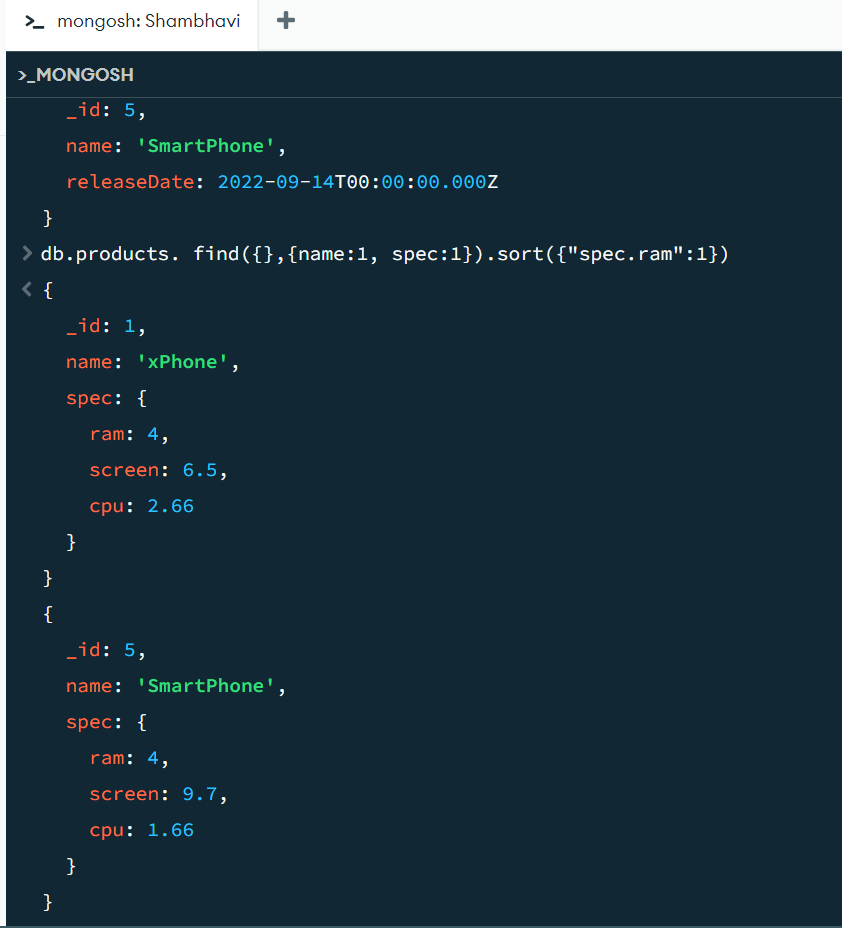 >_ mongosh: Shambhavi +
>_MONGOSH
_id: 5,
name: 'SmartPhone',
releaseDate: 2022-09-14T00:00:00.000Z
}
> db.products. find({},{name:1, spec:1}).sort({"spec.ram":1})
< {
_id: 1,
name: 'xPhone',
spec: {
ram: 4,
screen: 6.5,
cpu: 2.66
}
}
{
_id: 5,
name: 'SmartPhone',
spec: {
ram: 4,
screen: 9.7,
cpu: 1.66
}
}